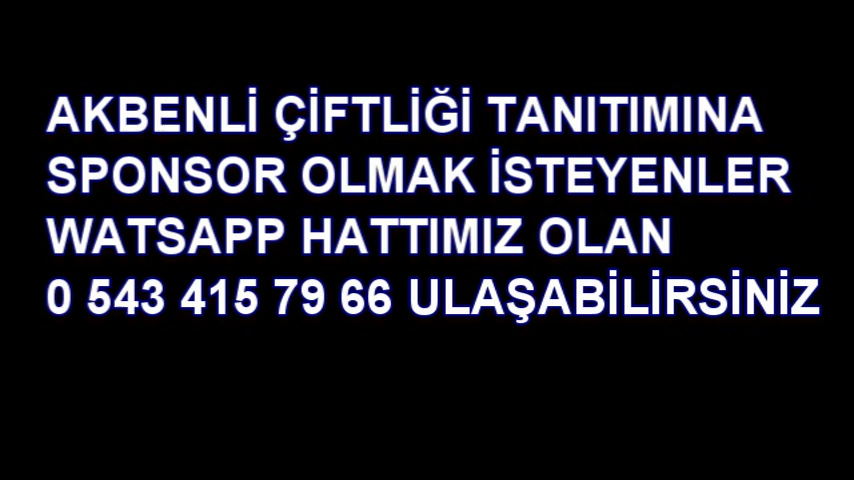 AKBENLİ ÇİFTLİĞİ TANITIMINA
SPONSOR OLMAK İSTEYENLER
WATSAPP HATTIMIZ OLAN
0 543 415 79 66 ULAŞABİLİRSİNİZ